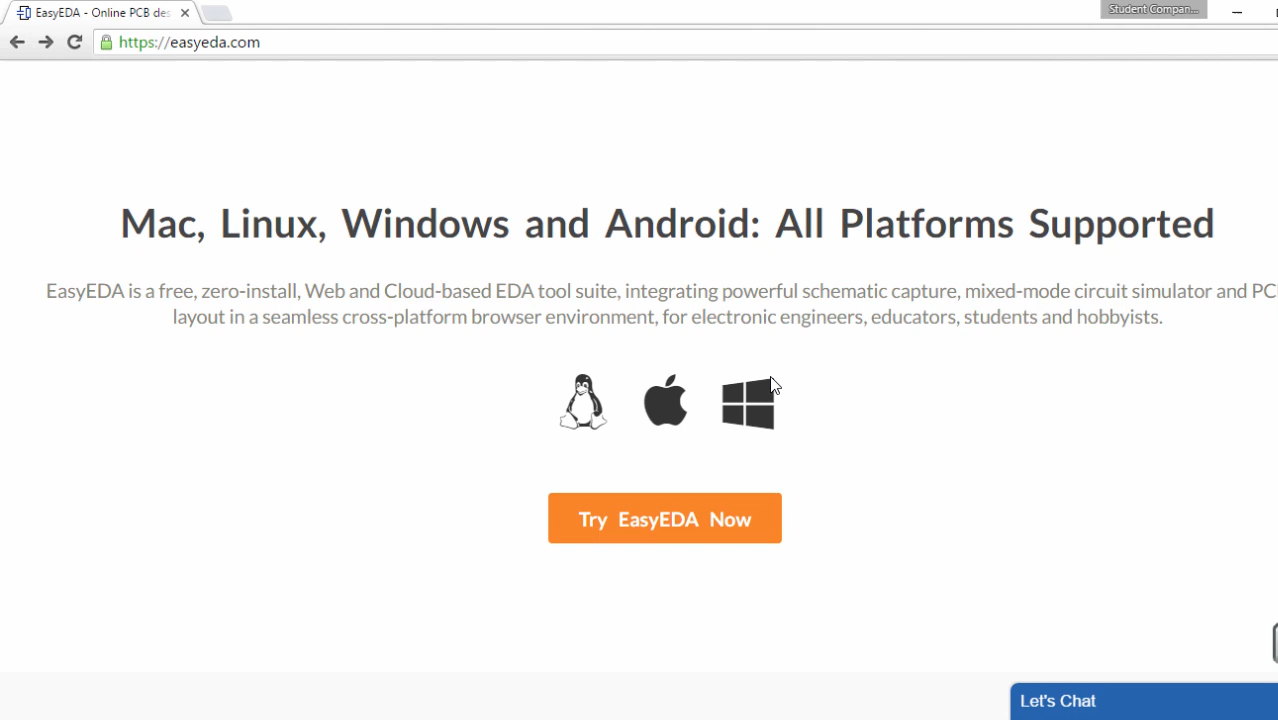 EasyEDA - Online PCB des
Student Compan...
https://easyeda.com
Mac, Linux, Windows and Android: All Platforms Supported
EasyEDA is a free, zero-install, Web and Cloud-based EDA tool suite, integrating powerful schematic capture, mixed-mode circuit simulator and PC
layout in a seamless cross-platform browser environment, for electronic engineers, educators, students and hobbyists.
Try EasyEDA Now
Let's Chat